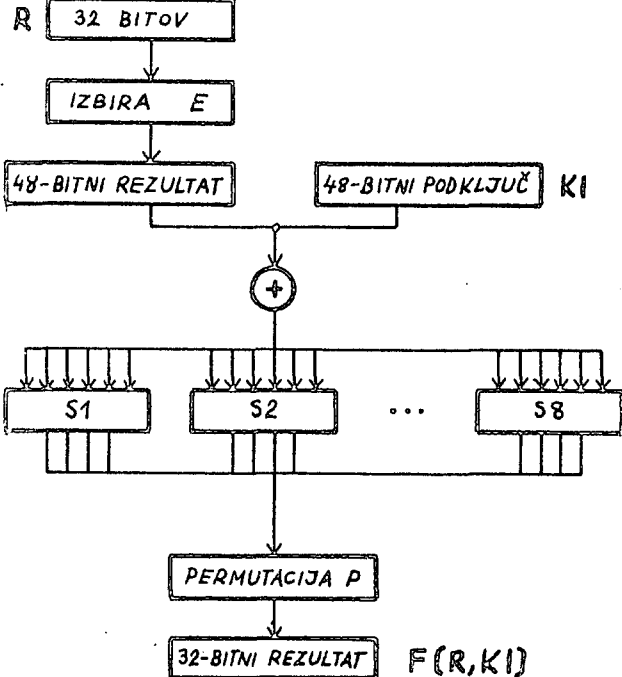 R 32 BITOV
IZBIRA E
48-BITNI REZULTAT 48-BITNI PODKLJUČ KI
+
S1 S2 ... S8
PERMUTACIJA P
32-BITNI REZULTAT F(R,KI)